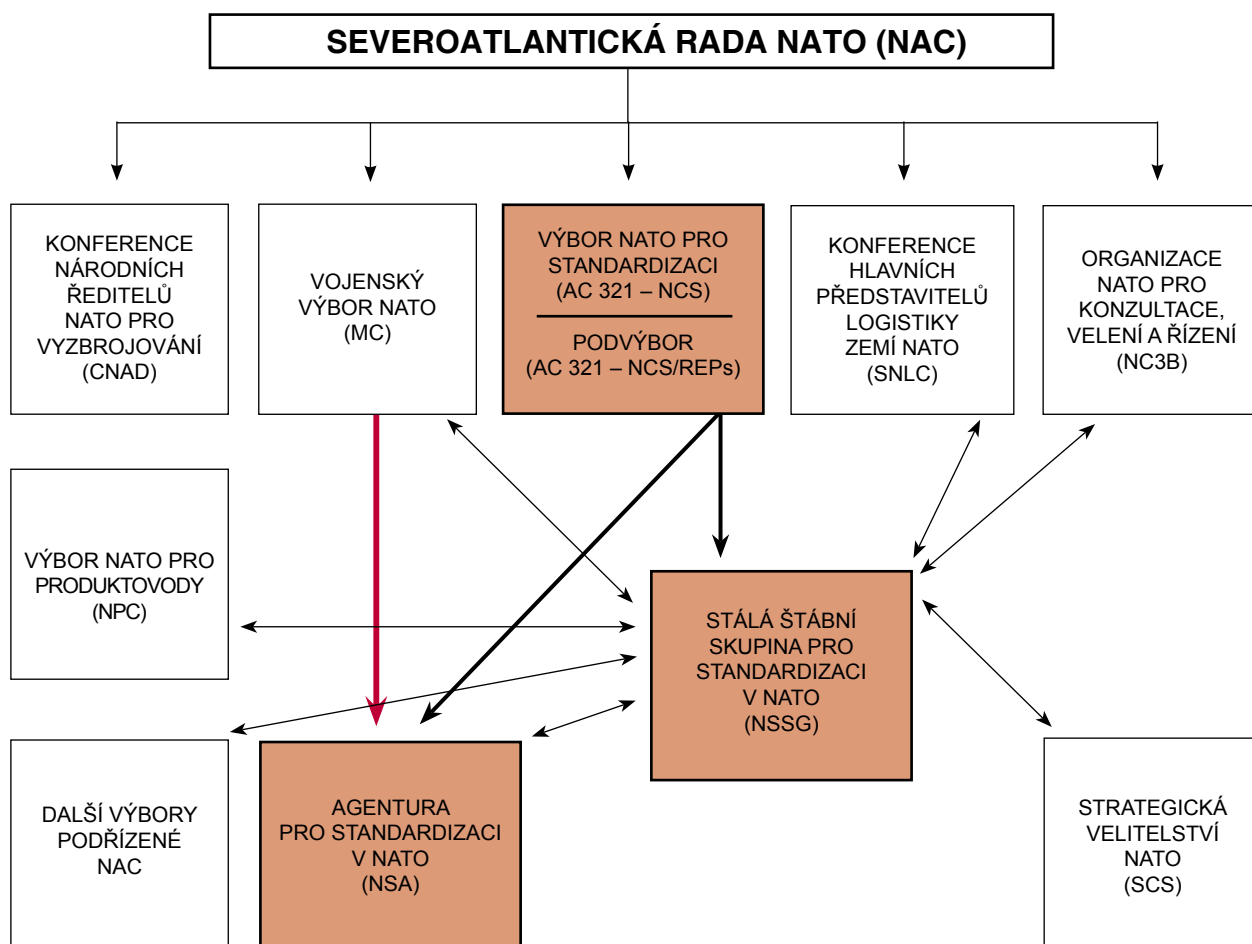 SEVEROATLANTICKÁ RADA NATO (NAC)
KONFERENCE
NÁRODNÍCH
ŘEDITELŮ
NATO PRO
VYZBROJOVÁNÍ
(CNAD)
VOJENSKÝ
VÝBOR NATO
(MC)
VÝBOR NATO PRO
STANDARDIZACI
(AC 321 – NCS)
PODVÝBOR
(AC 321 – NCS/REPs)
KONFERENCE
HLAVNÍCH
PŘEDSTAVITELŮ
LOGISTIKY
ZEMÍ NATO
(SNLC)
ORGANIZACE
NATO PRO
KONZULTACE,
VELENÍ A ŘÍZENÍ
(NC3B)
VÝBOR NATO PRO
PRODUKTOVODY
(NPC)
STÁLÁ ŠTÁBNÍ
SKUPINA PRO
STANDARDIZACI
V NATO
(NSSG)
DALŠÍ VÝBORY
PODŘÍZENÉ
NAC
AGENTURA
PRO STANDARDIZACI
V NATO
(NSA)
STRATEGICKÁ
VELITELSTVÍ
NATO
(SCS)